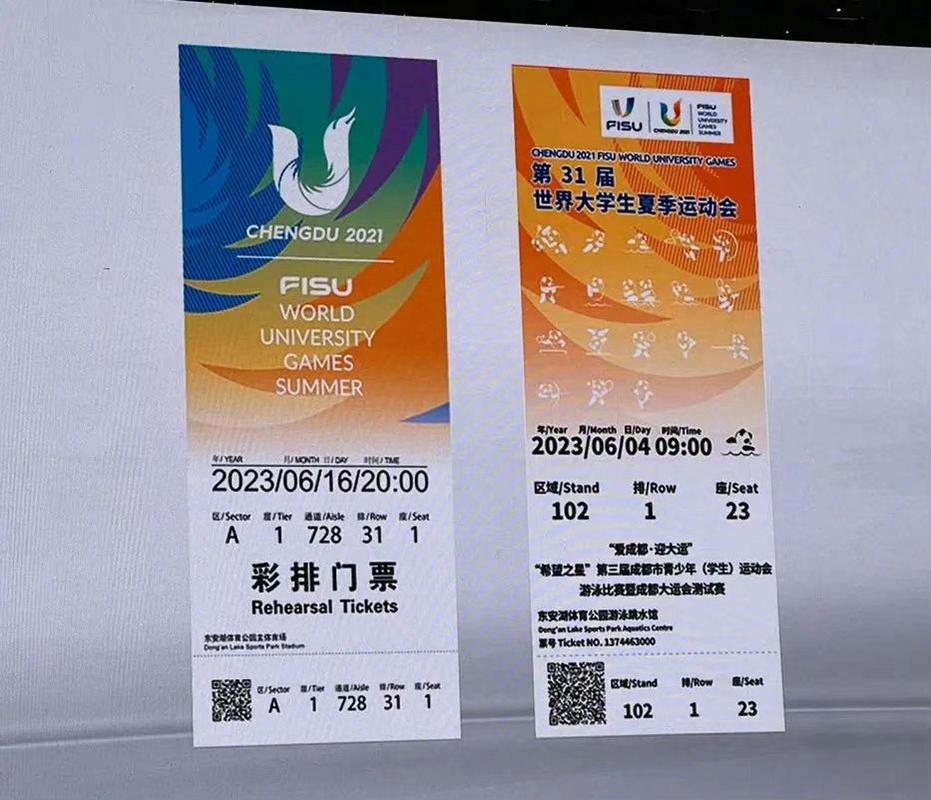 CHENGDU 2021
FISU
WORLD
UNIVERSITY
GAMES
SUMMER
年/YEAR 月/MONTH 日/DAY 时间/TIME
2023/06/16/20:00
区/Sector 层/Tier 通道/Aisle 排/Row 座/Seat
A 1 728 31 1
彩排门票
Rehearsal Tickets
东安湖体育公园主体育场
Dong'an Lake Sports Park Stadium
区/Sector 层/Tier 通道/Aisle 排/Row 座/Seat
A 1 728 31 1
FISU
CHENGDU 2021
FISU
WORLD
UNIVERSITY
GAMES
SUMMER
CHENGDU 2021 FISU WORLD UNIVERSITY GAMES
第 31 届
世界大学生夏季运动会
年/Year 月/Month 日/Day 时间/Time
2023/06/04 09:00
区域/Stand 排/Row 座/Seat
102 1 23
“爱成都·迎大运”
“希望之星”第三届成都市青少年（学生）运动会
游泳比赛暨成都大运会测试赛
东安湖体育公园游泳跳水馆
Dong'an Lake Sports Park Aquatics Centre
票号 Ticket NO. 1374463000
区域/Stand 排/Row 座/Seat
102 1 23